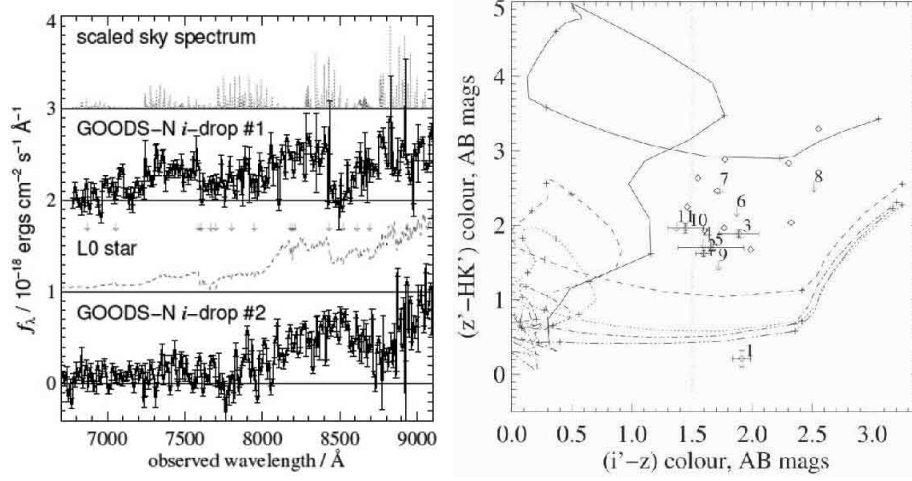 4
3
2
1
0
scaled sky spectrum
GOODS–N i–drop #1
L0 star
GOODS–N i–drop #2
f_λ / 10⁻¹⁸ ergs cm⁻² s⁻¹ Å⁻¹
7000 7500 8000 8500 9000
observed wavelength / Å
5
4
3
2
1
0
7
8
6
11
10
3
4
5
2
9
1
(z'–HK') colour, AB mags
0.0 0.5 1.0 1.5 2.0 2.5 3.0
(i'–z) colour, AB mags